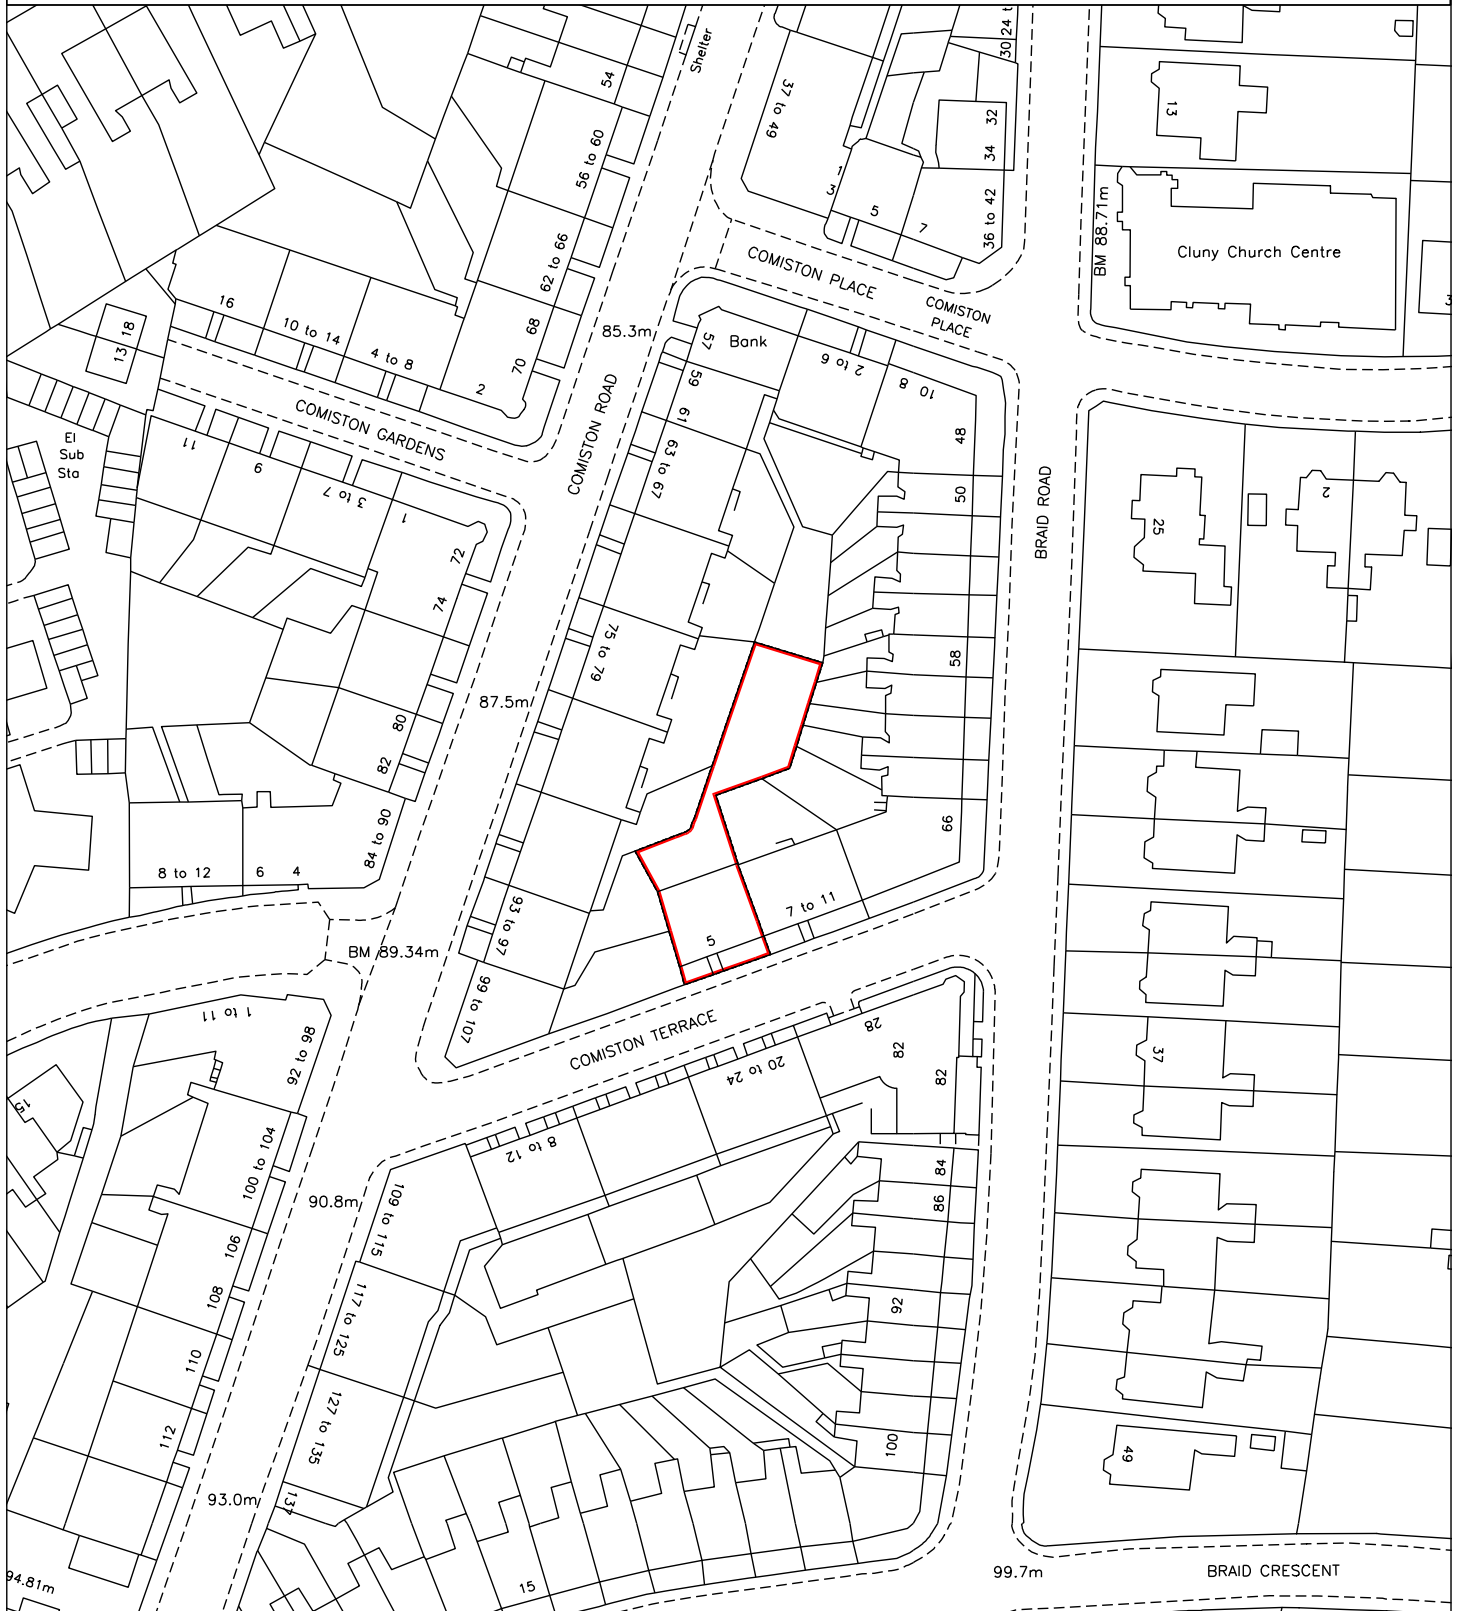 Shelter
54
37 to 49
30 24 t
32
34
13
56 to 60
1
3
5
7
36 to 42
BM 88.71m
Cluny Church Centre
62 to 66
COMISTON PLACE
COMISTON
PLACE
3
16
10 to 14
4 to 8
2
68
70
13 18
85.3m
57
Bank
59
61
2 to 6
8
10
COMISTON GARDENS
COMISTON ROAD
El
Sub
Sta
11
9
3 to 7
1
72
74
63 to 67
48
50
BRAID ROAD
25
2
75 to 79
58
87.5m
80
82
84 to 90
66
8 to 12
6
4
93 to 97
5
7 to 11
BM 89.34m
99 to 107
COMISTON TERRACE
1 to 11
92 to 98
28
82
82
20 to 24
37
15
8 to 12
100 to 104
84
86
90.8m
109 to 115
106
108
92
117 to 125
110
112
127 to 135
100
49
93.0m
137
94.81m
15
99.7m
BRAID CRESCENT